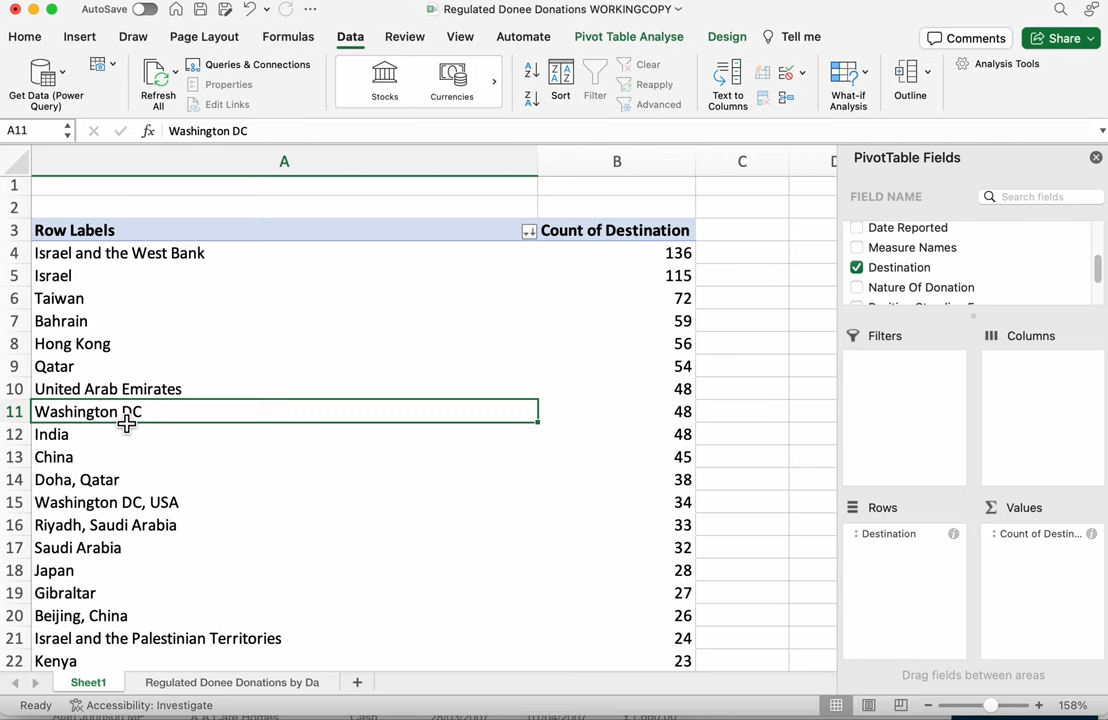 AutoSave
Regulated Donee Donations WORKINGCOPY
Home Insert Draw Page Layout Formulas Data Review View Automate Pivot Table Analyse Design Tell me
Comments Share
Get Data (Power Query)
Refresh All
Queries & Connections
Properties
Edit Links
Stocks Currencies
Sort
Filter
Clear
Reapply
Advanced
Text to Columns
What-if Analysis
Outline
Analysis Tools
A11 fx Washington DC
A B C
1
2
3 Row Labels Count of Destination
4 Israel and the West Bank 136
5 Israel 115
6 Taiwan 72
7 Bahrain 59
8 Hong Kong 56
9 Qatar 54
10 United Arab Emirates 48
11 Washington DC 48
12 India 48
13 China 45
14 Doha, Qatar 38
15 Washington DC, USA 34
16 Riyadh, Saudi Arabia 33
17 Saudi Arabia 32
18 Japan 28
19 Gibraltar 27
20 Beijing, China 26
21 Israel and the Palestinian Territories 24
22 Kenya 23
PivotTable Fields
FIELD NAME Search fields
Date Reported
Measure Names
Destination
Nature Of Donation
Filters Columns
Rows Values
Destination Count of Destin...
Drag fields between areas
Sheet1 Regulated Donee Donations by Da
Ready Accessibility: Investigate 158%